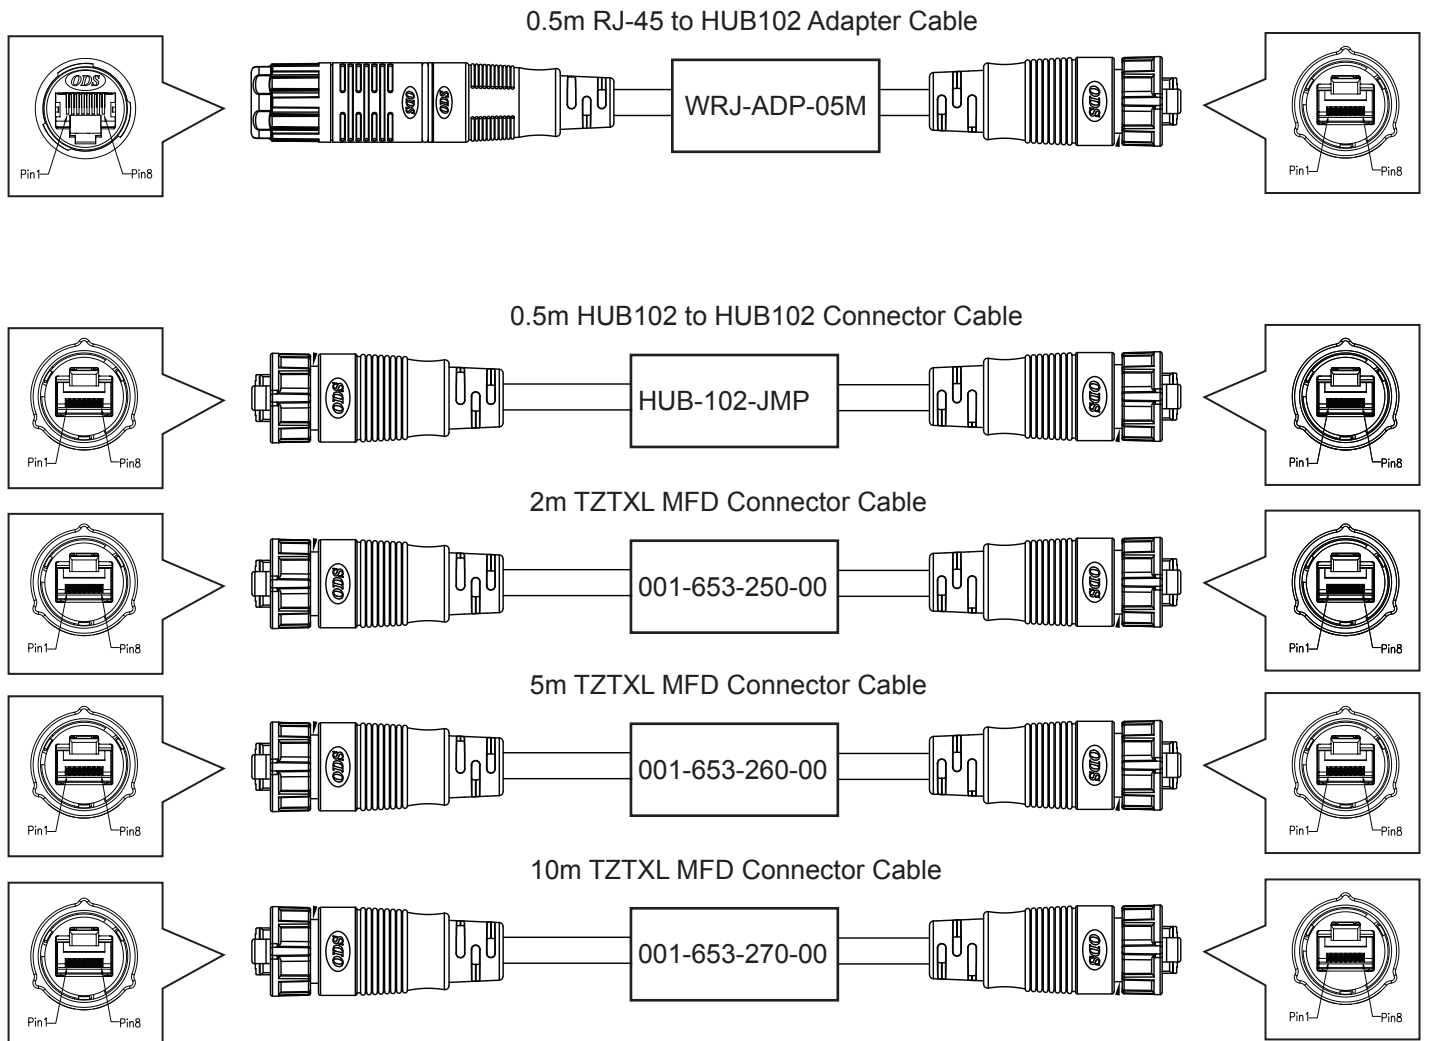 0.5m RJ-45 to HUB102 Adapter Cable
ODS
Pin1
Pin8
ODS
ODS
WRJ-ADP-05M
ODS
Pin1
Pin8
0.5m HUB102 to HUB102 Connector Cable
Pin1
Pin8
ODS
HUB-102-JMP
ODS
Pin1
Pin8
2m TZTXL MFD Connector Cable
Pin1
Pin8
ODS
001-653-250-00
ODS
Pin1
Pin8
5m TZTXL MFD Connector Cable
Pin1
Pin8
ODS
001-653-260-00
ODS
Pin1
Pin8
10m TZTXL MFD Connector Cable
Pin1
Pin8
ODS
001-653-270-00
ODS
Pin1
Pin8